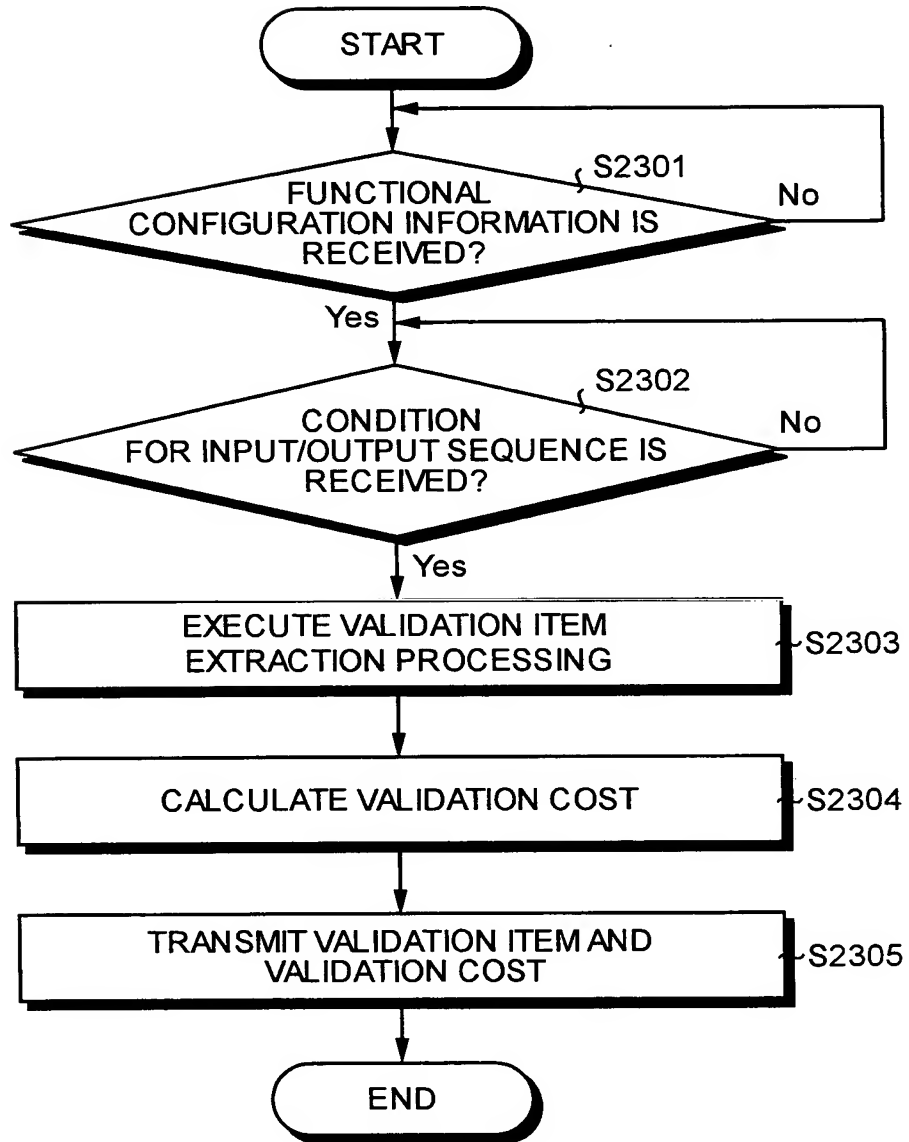 START
S2301
FUNCTIONAL
CONFIGURATION INFORMATION IS
RECEIVED?
No
Yes
S2302
CONDITION
FOR INPUT/OUTPUT SEQUENCE IS
RECEIVED?
No
Yes
EXECUTE VALIDATION ITEM
EXTRACTION PROCESSING
S2303
CALCULATE VALIDATION COST
S2304
TRANSMIT VALIDATION ITEM AND
VALIDATION COST
S2305
END